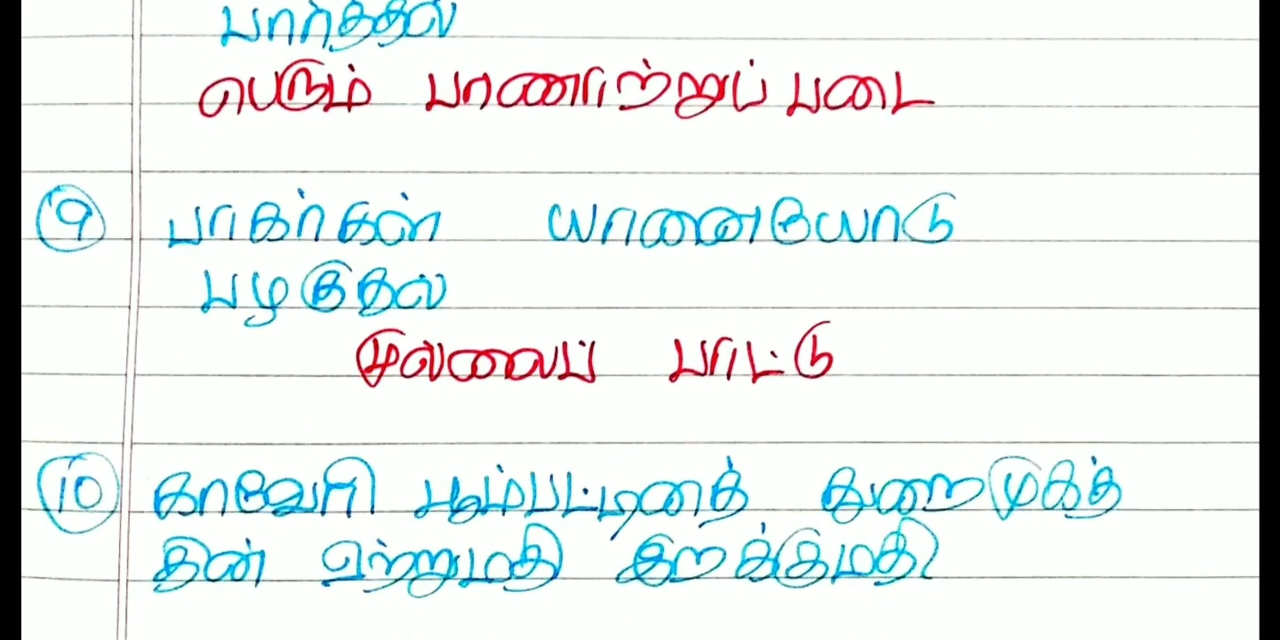 பார்த்தல்
பெரும் பாணாற்றுப் படை
9 பாகர்கள் யானையோடு
பழகுதல்
முல்லைப் பாட்டு
10 காவேரி பூம்பட்டினத் துறைமுகத்
தின் ஏற்றுமதி இறக்குமதி